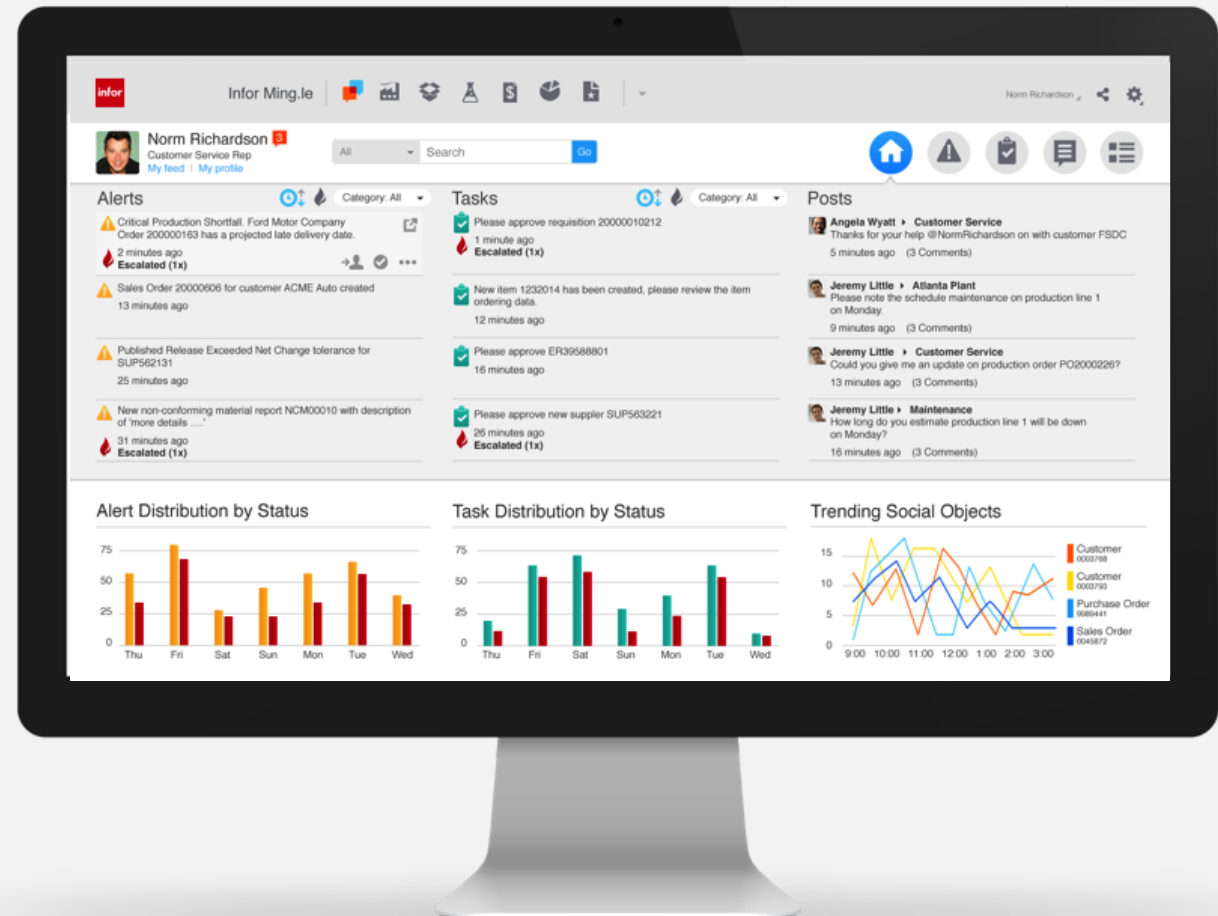 infor
Infor Ming.le
Norm Richardson
Norm Richardson 3
Customer Service Rep
My feed | My profile
All
Search
Go
Alerts
Category: All
Critical Production Shortfall. Ford Motor Company
Order 200000163 has a projected late delivery date.
2 minutes ago
Escalated (1x)
Sales Order 20000606 for customer ACME Auto created
13 minutes ago
Published Release Exceeded Net Change tolerance for
SUP562131
25 minutes ago
New non-conforming material report NCM00010 with description
of 'more details ....'
31 minutes ago
Escalated (1x)
Tasks
Category: All
Please approve requisition 20000010212
1 minute ago
Escalated (1x)
New item 1232014 has been created, please review the item
ordering data.
12 minutes ago
Please approve ER39588801
16 minutes ago
Please approve new suppler SUP563221
26 minutes ago
Escalated (1x)
Posts
Angela Wyatt Customer Service
Thanks for your help @NormRichardson on with customer FSDC
5 minutes ago (3 Comments)
Jeremy Little Atlanta Plant
Please note the schedule maintenance on production line 1
on Monday.
9 minutes ago (3 Comments)
Jeremy Little Customer Service
Could you give me an update on production order PO2000226?
13 minutes ago (3 Comments)
Jeremy Little Maintenance
How long do you estimate production line 1 will be down
on Monday?
16 minutes ago (3 Comments)
Alert Distribution by Status
75
50
25
0
Thu Fri Sat Sun Mon Tue Wed
Task Distribution by Status
75
50
25
0
Thu Fri Sat Sun Mon Tue Wed
Trending Social Objects
15
10
5
0
9:00 10:00 11:00 12:00 1:00 2:00 3:00
Customer
0003768
Customer
0003793
Purchase Order
9989441
Sales Order
0045872